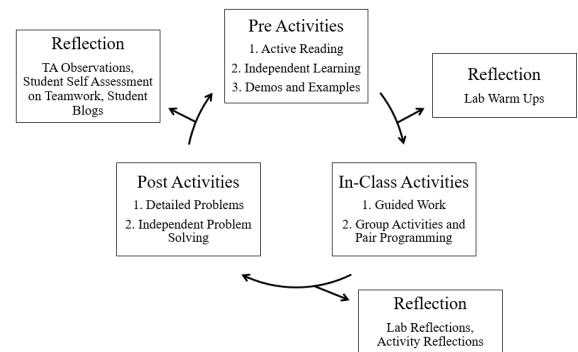 Pre Activities
1. Active Reading
2. Independent Learning
3. Demos and Examples
Reflection
TA Observations,
Student Self Assessment
on Teamwork, Student
Blogs
Reflection
Lab Warm Ups
Post Activities
1. Detailed Problems
2. Independent Problem
Solving
In-Class Activities
1. Guided Work
2. Group Activities and
Pair Programming
Reflection
Lab Reflections,
Activity Reflections